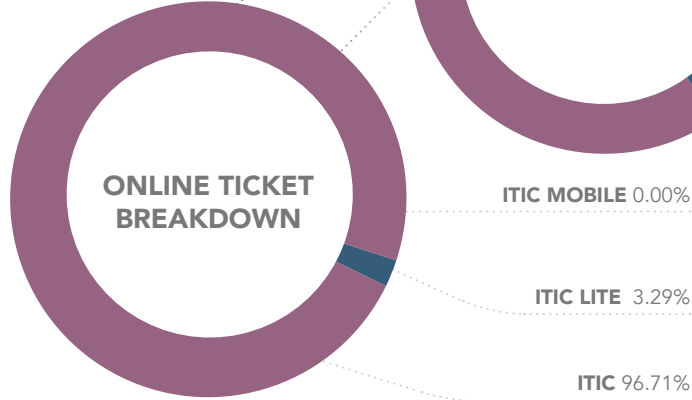 ONLINE TICKET
BREAKDOWN
ITIC MOBILE 0.00%
ITIC LITE 3.29%
ITIC 96.71%